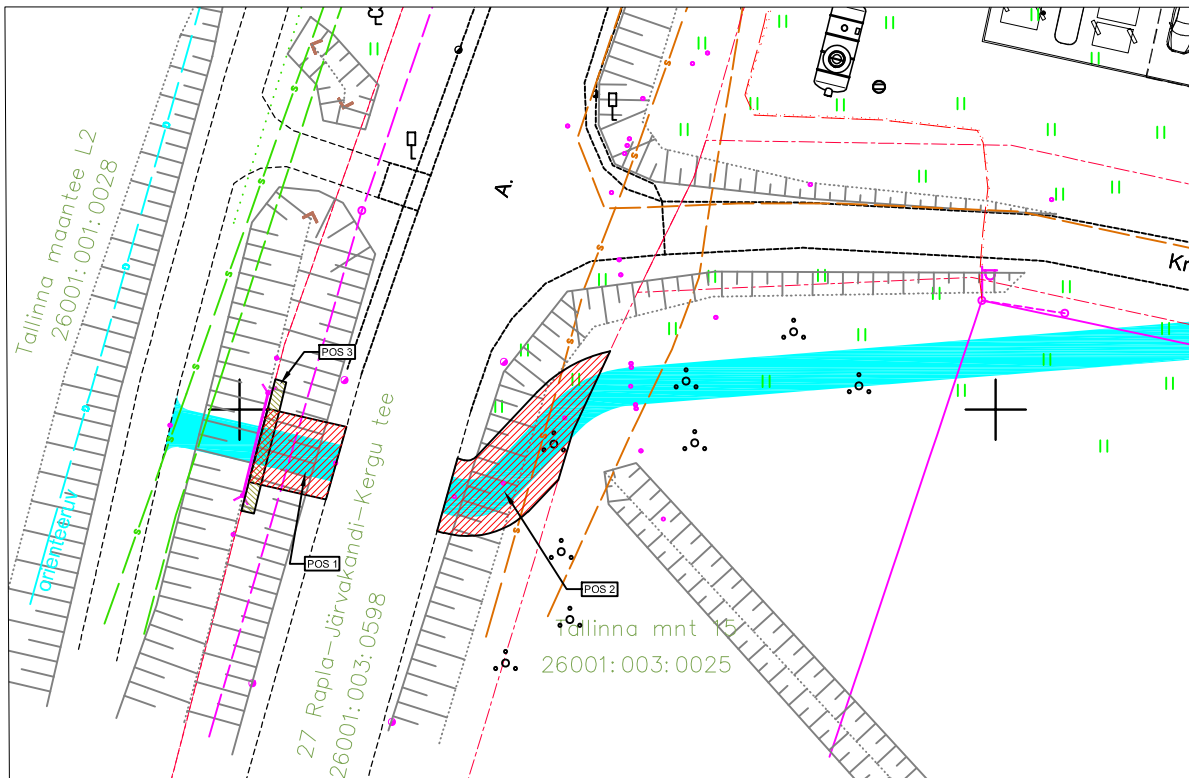 Tallinna maantee L2
26001:001:0028
A.
Kr
POS 3
POS 1
POS 2
orienteeruv
27 Rapla-Järvakandi-Kergu tee
26001:003:0598
Tallinna mnt 15
26001:003:0025